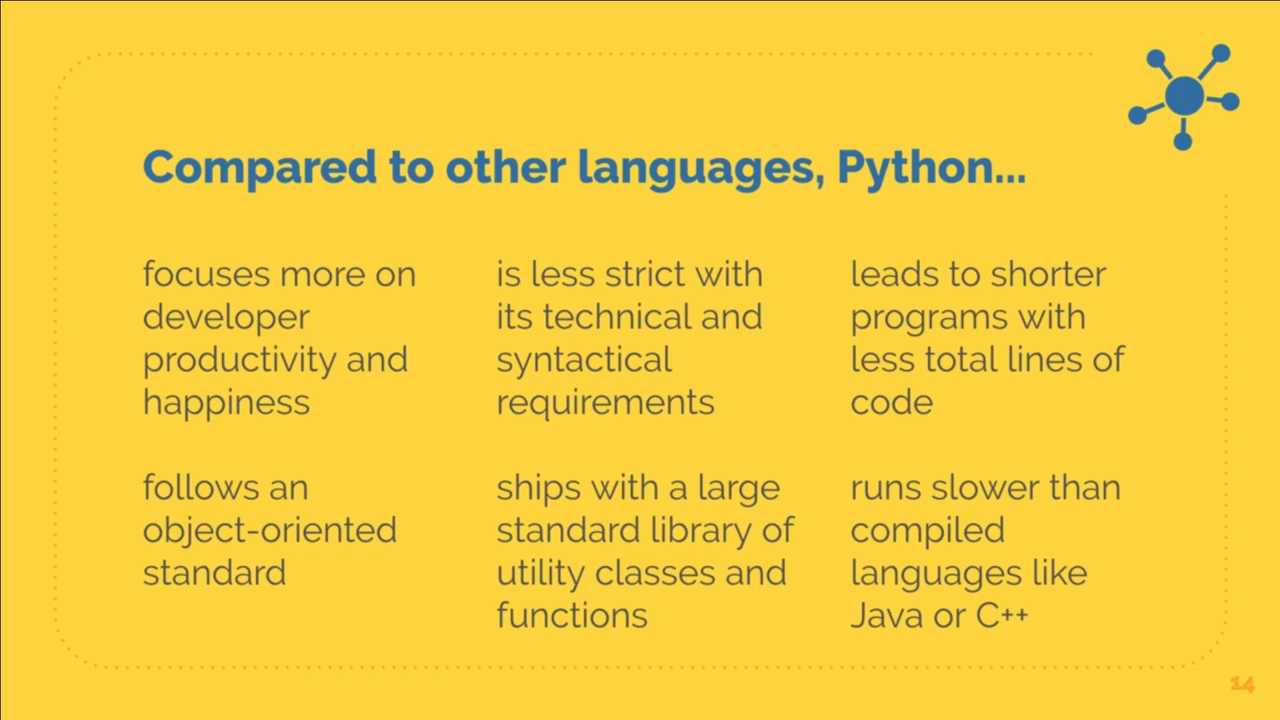 Compared to other languages, Python...
focuses more on
developer
productivity and
happiness
is less strict with
its technical and
syntactical
requirements
leads to shorter
programs with
less total lines of
code
follows an
object-oriented
standard
ships with a large
standard library of
utility classes and
functions
runs slower than
compiled
languages like
Java or C++
14